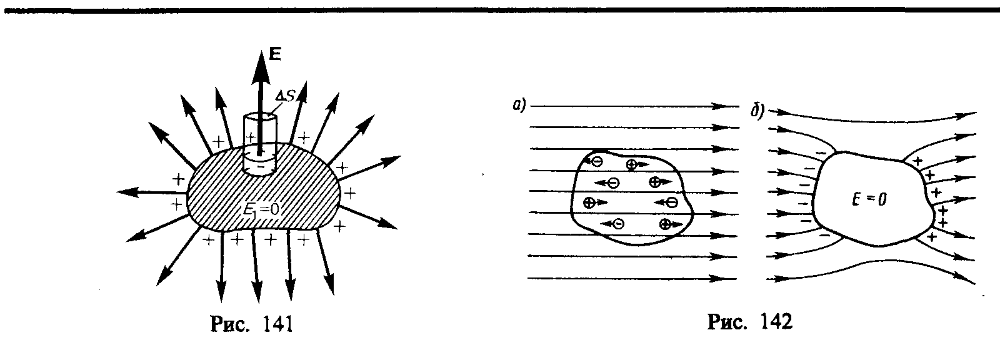 E
ΔS
E₁=0
Рис. 141
а)
б)
E = 0
Рис. 142